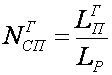 N^Г_СП = L^Г_П / L_Р